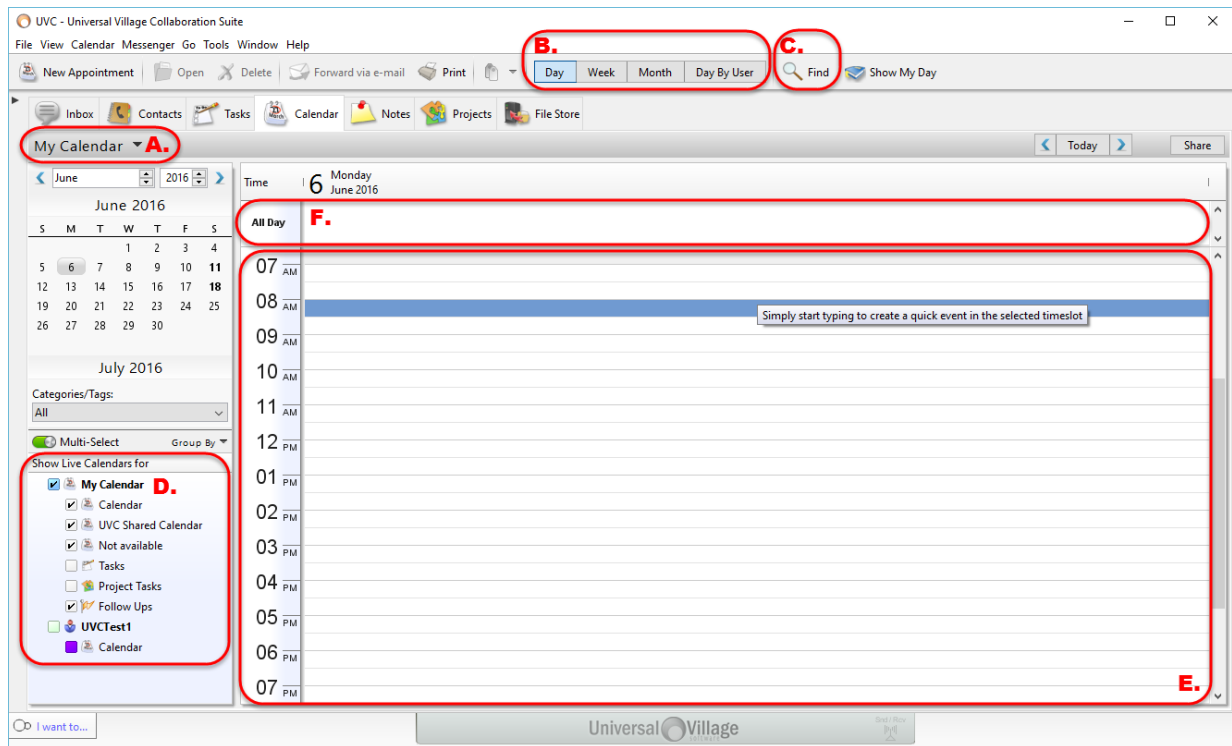 UVC - Universal Village Collaboration Suite
File View Calendar Messenger Go Tools Window Help
B.
C.
New Appointment Open Delete Forward via e-mail Print Day Week Month Day By User Find Show My Day
Inbox Contacts Tasks Calendar Notes Projects File Store
My Calendar A. Today Share
June 2016
Time 6 Monday
June 2016
June 2016
All Day F.
S M T W T F S
1 2 3 4
5 6 7 8 9 10 11
12 13 14 15 16 17 18
19 20 21 22 23 24 25
26 27 28 29 30
July 2016
Categories/Tags:
All
Multi-Select Group By
Show Live Calendars for
My Calendar D.
Calendar
UVC Shared Calendar
Not available
Tasks
Project Tasks
Follow Ups
UVCTest1
Calendar
07 AM
08 AM
Simply start typing to create a quick event in the selected timeslot
09 AM
10 AM
11 AM
12 PM
01 PM
02 PM
03 PM
04 PM
05 PM
06 PM
07 PM
E.
I want to...
Universal Village
SOFTWARE
Snd / Rcv